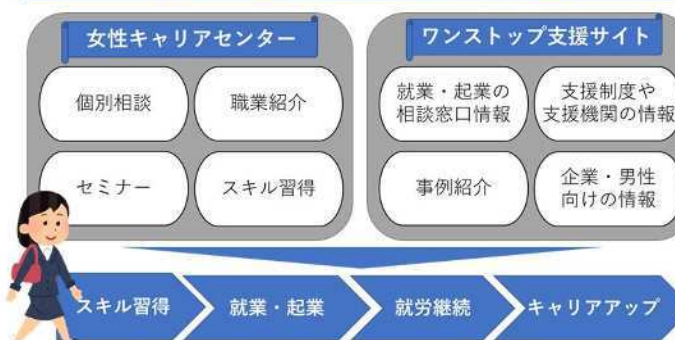 女性キャリアセンター
個別相談
職業紹介
セミナー
スキル習得
ワンストップ支援サイト
就業・起業の
相談窓口情報
支援制度や
支援機関の情報
事例紹介
企業・男性
向けの情報
スキル習得
就業・起業
就労継続
キャリアアップ